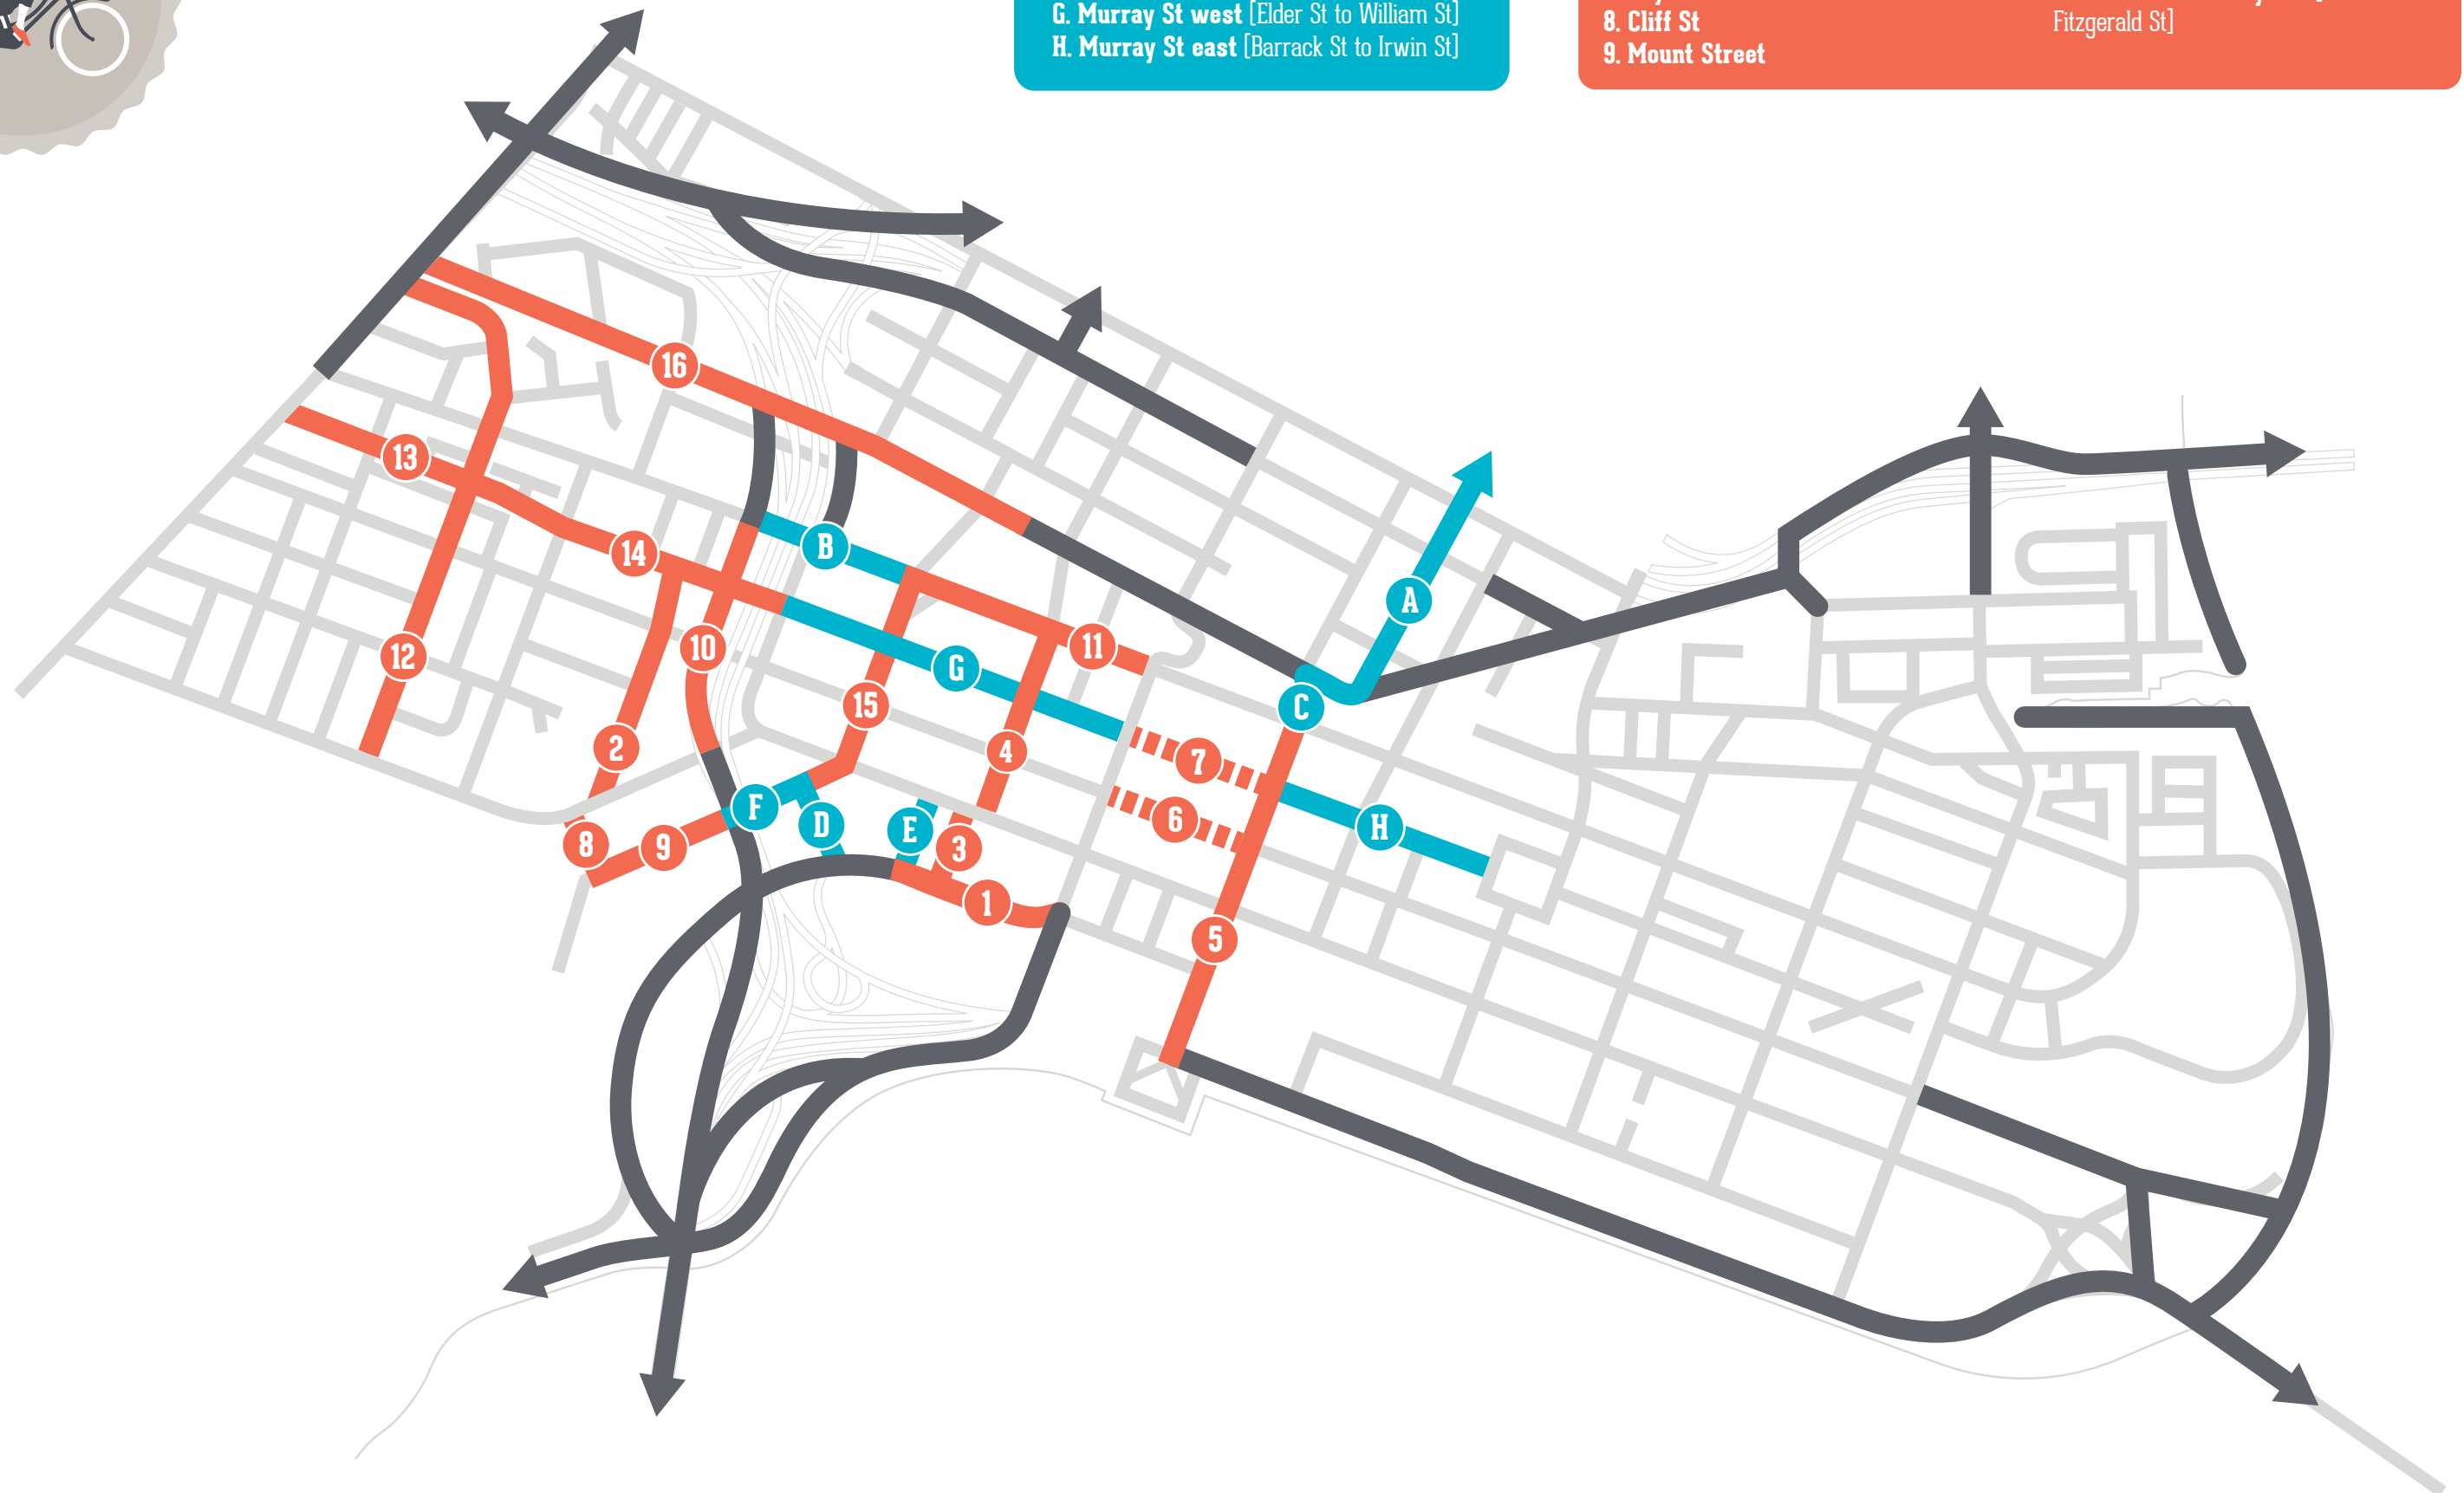 G. Murray St west [Elder St to William St]
H. Murray St east [Barrack St to Irwin St]
8. Cliff St
9. Mount Street
Fitzgerald St]
16
13
14
B
A
12
10
11
G
15
C
2
4
7
F
D
E
6
H
8
9
3
1
5